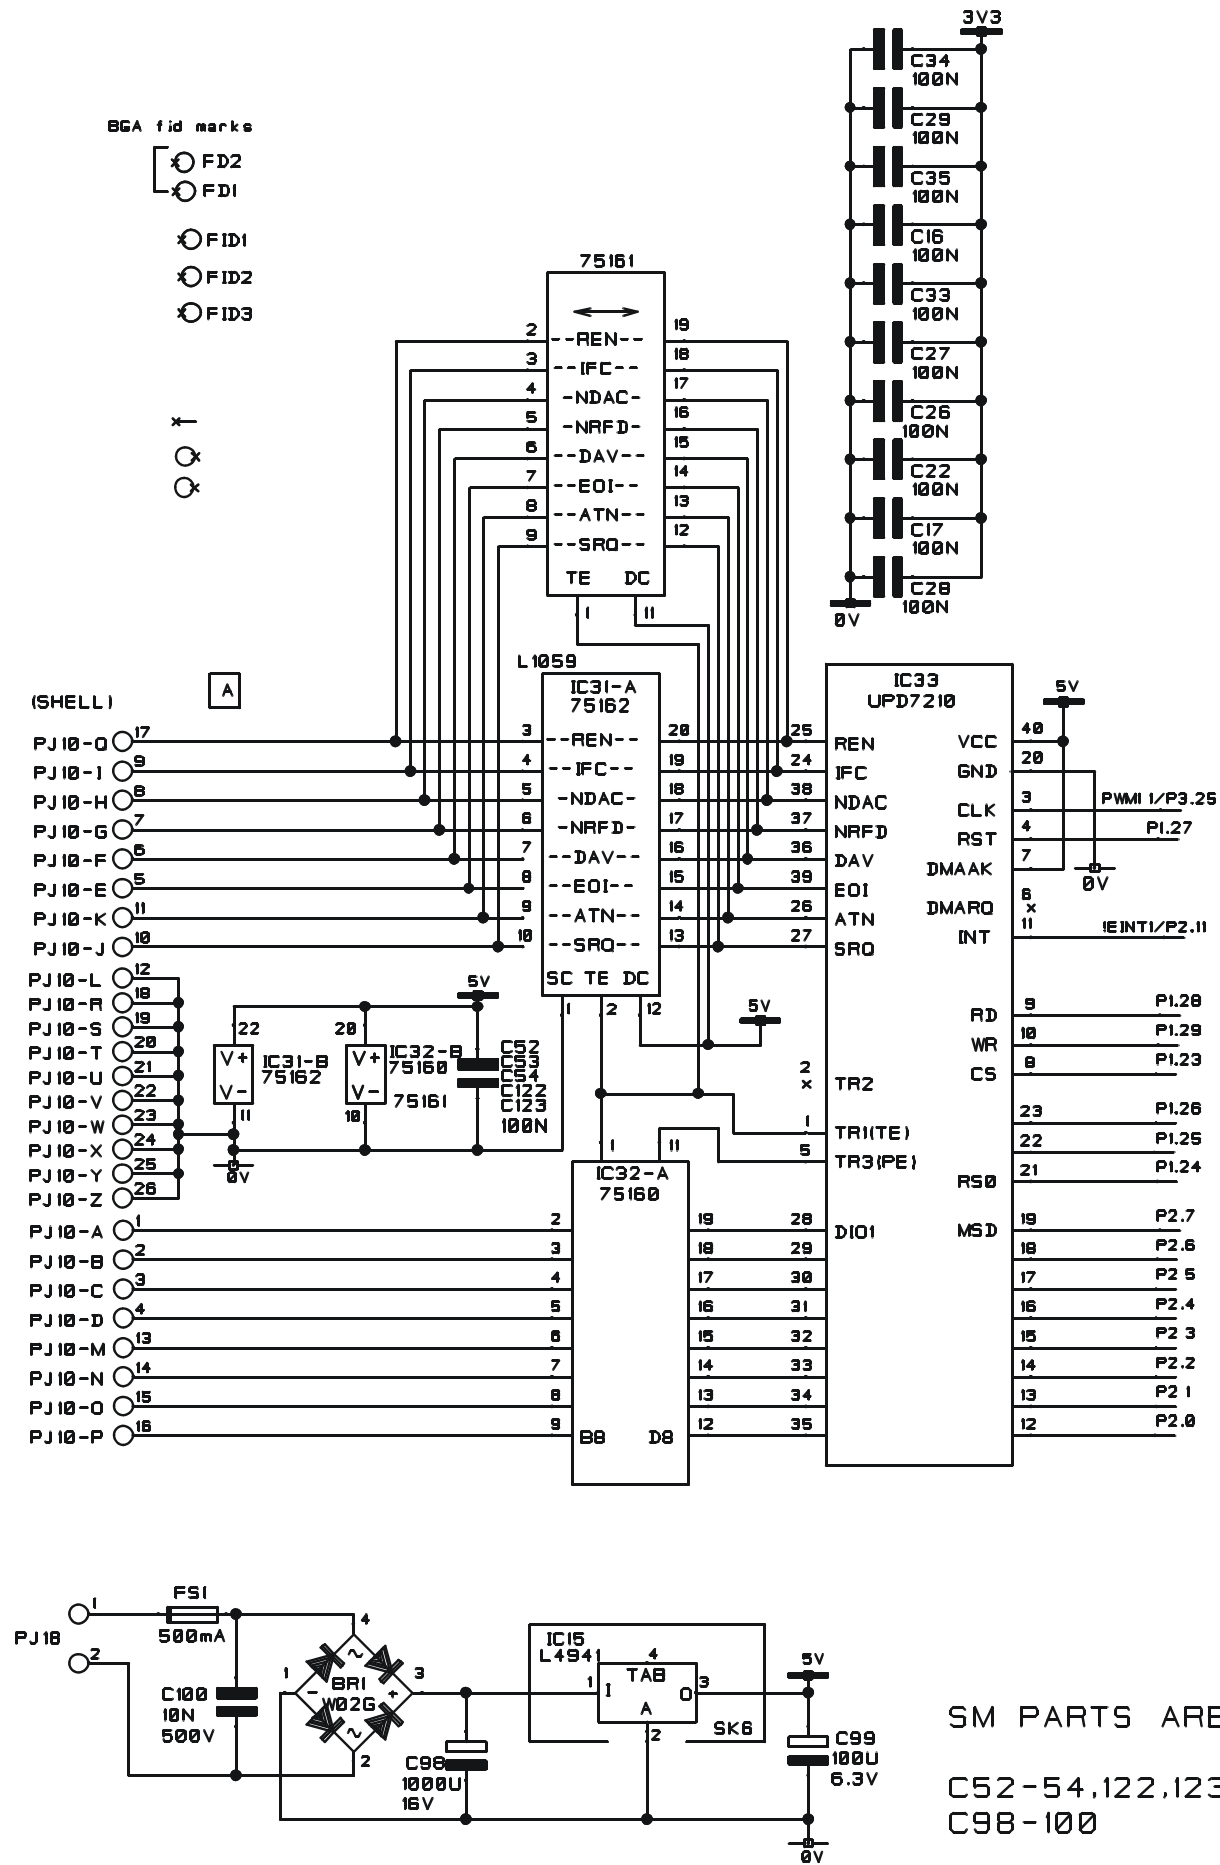 3V3
C34
100N
C29
100N
C35
100N
C16
100N
C33
100N
C27
100N
C26
100N
C22
100N
C17
100N
C28
100N
0V
BGA fid marks
FD2
FD1
FID1
FID2
FID3
75161
2 --REN-- 19
3 --IFC-- 18
4 -NDAC- 17
5 -NRFD- 16
6 --DAV-- 15
7 --EOI-- 14
8 --ATN-- 13
9 --SRQ-- 12
TE DC
1 11
L1059
A
(SHELL)
IC31-A
75162
IC33
UPD7210
5V
PJ10-Q 17 3 --REN-- 20 25 REN VCC 40
PJ10-I 9 4 --IFC-- 19 24 IFC GND 20
PJ10-H 8 5 -NDAC- 18 38 NDAC CLK 3 PWM1 1/P3.25
PJ10-G 7 6 -NRFD- 17 37 NRFD RST 4 P1.27
PJ10-F 6 7 --DAV-- 16 36 DAV DMAAK 7 0V
PJ10-E 5 8 --EOI-- 15 39 EOI DMARQ 6
PJ10-K 11 9 --ATN-- 14 26 ATN
PJ10-J 10 10 --SRQ-- 13 27 SRQ INT 11 IEINT1/P2.11
SC TE DC
1 2 12
5V
5V
PJ10-L 12
PJ10-R 18
PJ10-S 19
PJ10-T 20
PJ10-U 21
PJ10-V 22
PJ10-W 23
PJ10-X 24
PJ10-Y 25
PJ10-Z 26
22
V+
V-
11
IC31-B
75162
0V
20
V+
V-
10
IC32-B
75160
75161
C52
C53
C54
C122
C123
100N
RD 9 P1.28
WR 10 P1.29
CS 8 P1.23
2 TR2
1 TR1(TE)
5 TR3(PE)
23 P1.26
22 P1.25
RS0 21 P1.24
1 11
IC32-A
75160
PJ10-A 1 2 19 28 DIO1 MSD 19 P2.7
PJ10-B 2 3 18 29 18 P2.6
PJ10-C 3 4 17 30 17 P2 5
PJ10-D 4 5 16 31 16 P2.4
PJ10-M 13 6 15 32 15 P2 3
PJ10-N 14 7 14 33 14 P2.2
PJ10-O 15 8 13 34 13 P2 1
PJ10-P 16 9 B8 D8 12 35 12 P2.0
PJ18
1
2
FS1
500mA
C100
10N
500V
4
1
3
2
BR1
W02G
-
+
C98
1000U
16V
IC15
L4941
4
TAB
1 I O 3
A
2
SK6
5V
C99
100U
6.3V
0V
SM PARTS ARE
C52-54,122,123
C98-100